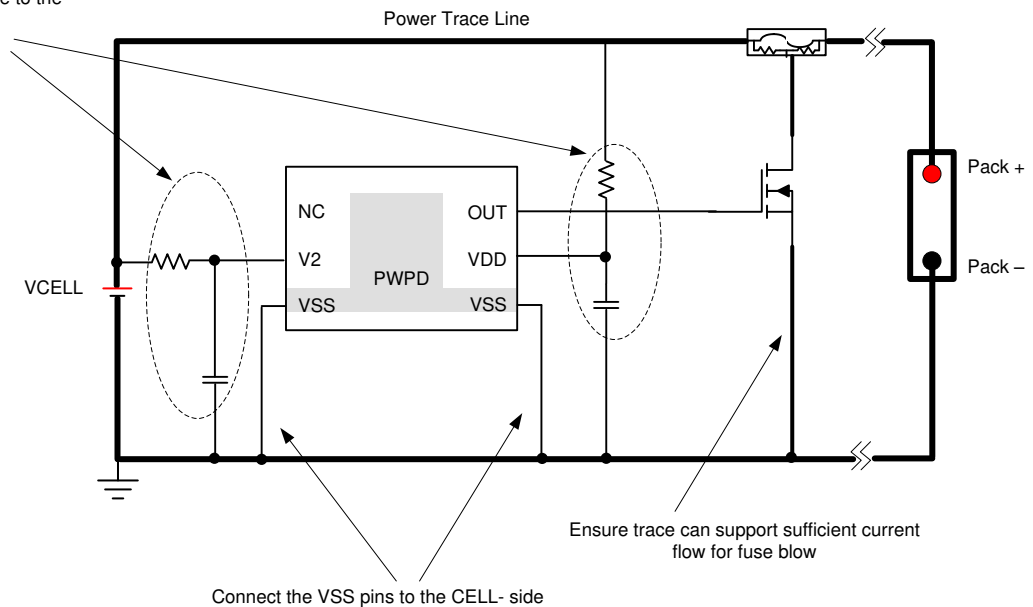 e to the
Power Trace Line
Pack +
NC
OUT
V2
VDD
PWPD
VCELL
VSS
VSS
Pack –
Ensure trace can support sufficient current
flow for fuse blow
Connect the VSS pins to the CELL- side